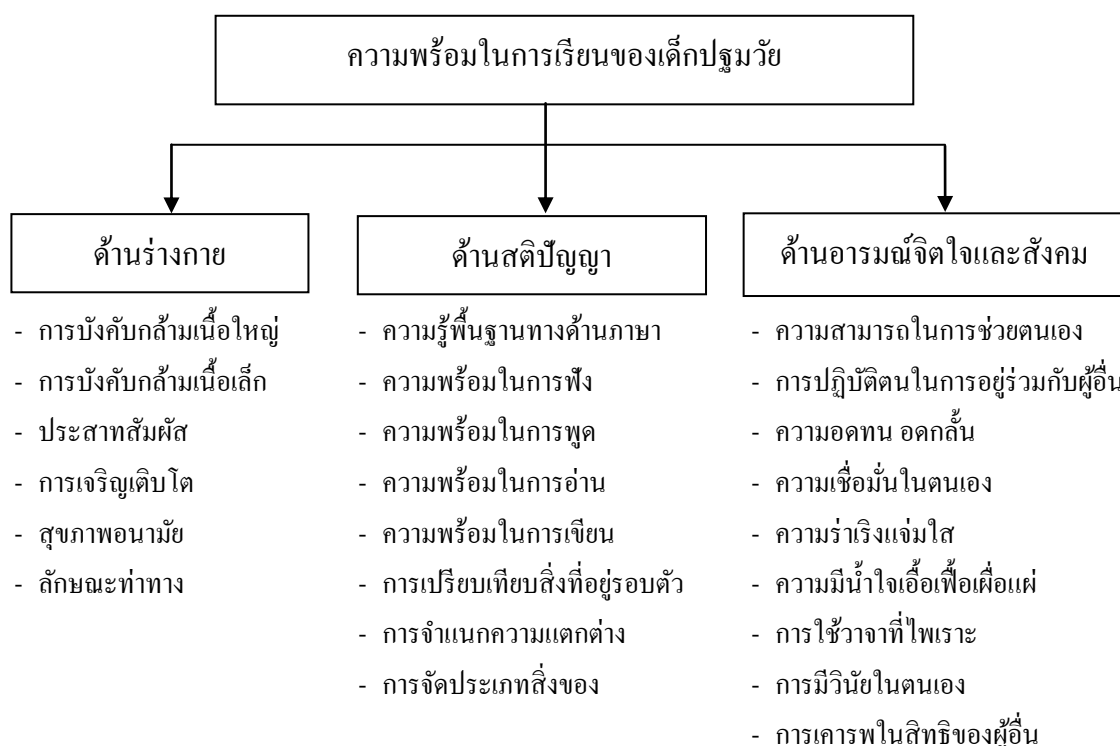 ความพร้อมในการเรียนของเด็กปฐมวัย
ด้านร่างกาย
- การบังคับกล้ามเนื้อใหญ่
- การบังคับกล้ามเนื้อเล็ก
- ประสาทสัมผัส
- การเจริญเติบโต
- สุขภาพอนามัย
- ลักษณะท่าทาง
ด้านสติปัญญา
- ความรู้พื้นฐานทางด้านภาษา
- ความพร้อมในการฟัง
- ความพร้อมในการพูด
- ความพร้อมในการอ่าน
- ความพร้อมในการเขียน
- การเปรียบเทียบสิ่งที่อยู่รอบตัว
- การจำแนกความแตกต่าง
- การจัดประเภทสิ่งของ
ด้านอารมณ์จิตใจและสังคม
- ความสามารถในการช่วยตนเอง
- การปฏิบัติตนในการอยู่ร่วมกับผู้อื่น
- ความอดทน อดกลั้น
- ความเชื่อมั่นในตนเอง
- ความร่าเริงแจ่มใส
- ความมีน้ำใจเอื้อเฟื้อเผื่อแผ่
- การใช้วาจาที่ไพเราะ
- การมีวินัยในตนเอง
- การเคารพในสิทธิของผู้อื่น